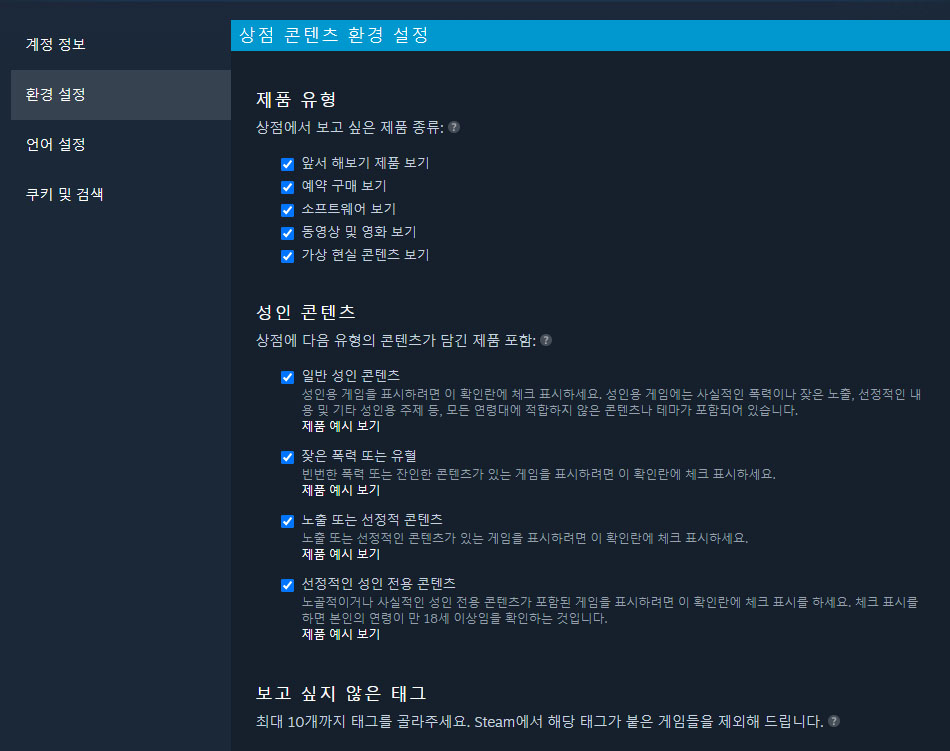 계정 정보
환경 설정
언어 설정
쿠키 및 검색
상점 콘텐츠 환경 설정
제품 유형
상점에서 보고 싶은 제품 종류: ?
앞서 해보기 제품 보기
예약 구매 보기
소프트웨어 보기
동영상 및 영화 보기
가상 현실 콘텐츠 보기
성인 콘텐츠
상점에 다음 유형의 콘텐츠가 담긴 제품 포함: ?
일반 성인 콘텐츠
성인용 게임을 표시하려면 이 확인란에 체크 표시하세요. 성인용 게임에는 사실적인 폭력이나 잦은 노출, 선정적인 내
용 및 기타 성인용 주제 등, 모든 연령대에 적합하지 않은 콘텐츠나 테마가 포함되어 있습니다.
제품 예시 보기
잦은 폭력 또는 유혈
빈번한 폭력 또는 잔인한 콘텐츠가 있는 게임을 표시하려면 이 확인란에 체크 표시하세요.
제품 예시 보기
노출 또는 선정적 콘텐츠
노출 또는 선정적인 콘텐츠가 있는 게임을 표시하려면 이 확인란에 체크 표시하세요.
제품 예시 보기
선정적인 성인 전용 콘텐츠
노골적이거나 사실적인 성인 전용 콘텐츠가 포함된 게임을 표시하려면 이 확인란에 체크 표시를 하세요. 체크 표시를
하면 본인의 연령이 만 18세 이상임을 확인하는 것입니다.
제품 예시 보기
보고 싶지 않은 태그
최대 10개까지 태그를 골라주세요. Steam에서 해당 태그가 붙은 게임들을 제외해 드립니다. ?